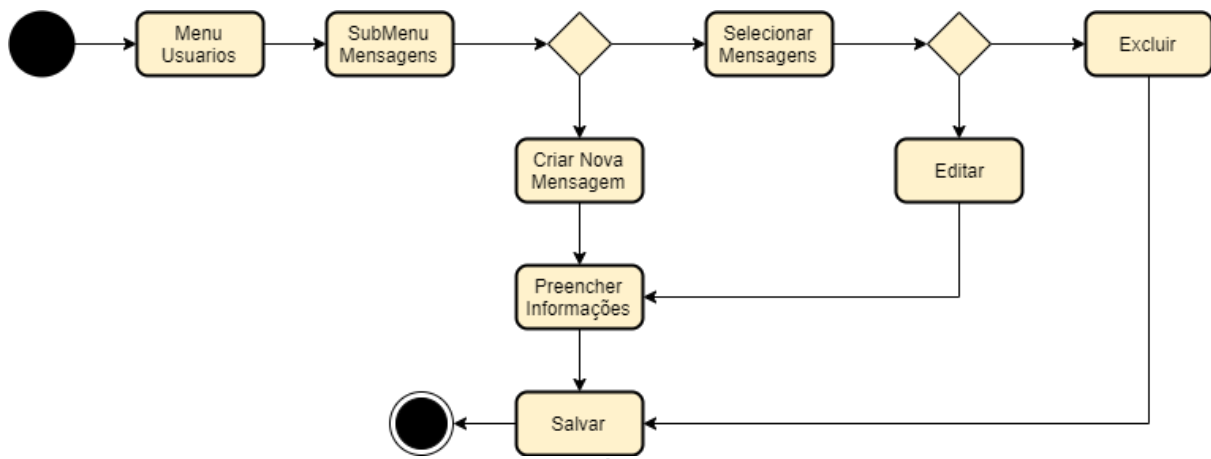 Menu
Usuarios
SubMenu
Mensagens
Selecionar
Mensagens
Excluir
Criar Nova
Mensagem
Editar
Preencher
Informações
Salvar